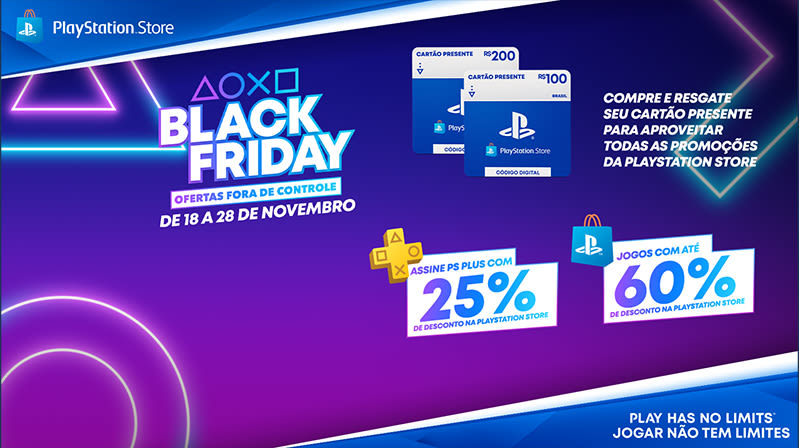 PlayStation Store
BLACK
FRIDAY
OFERTAS FORA DE CONTROLE
DE 18 A 28 DE NOVEMBRO
CARTÃO PRESENTE R$200
CARTÃO PRESENTE R$100
BRASIL
PlayStation Store
CÓDIGO DIGITAL
COMPRE E RESGATE
SEU CARTÃO PRESENTE
PARA APROVEITAR
TODAS AS PROMOÇÕES
DA PLAYSTATION STORE
ASSINE PS PLUS COM
25%
DE DESCONTO NA PLAYSTATION STORE
JOGOS COM ATÉ
60%
DE DESCONTO NA PLAYSTATION STORE
PLAY HAS NO LIMITS™
JOGAR NÃO TEM LIMITES